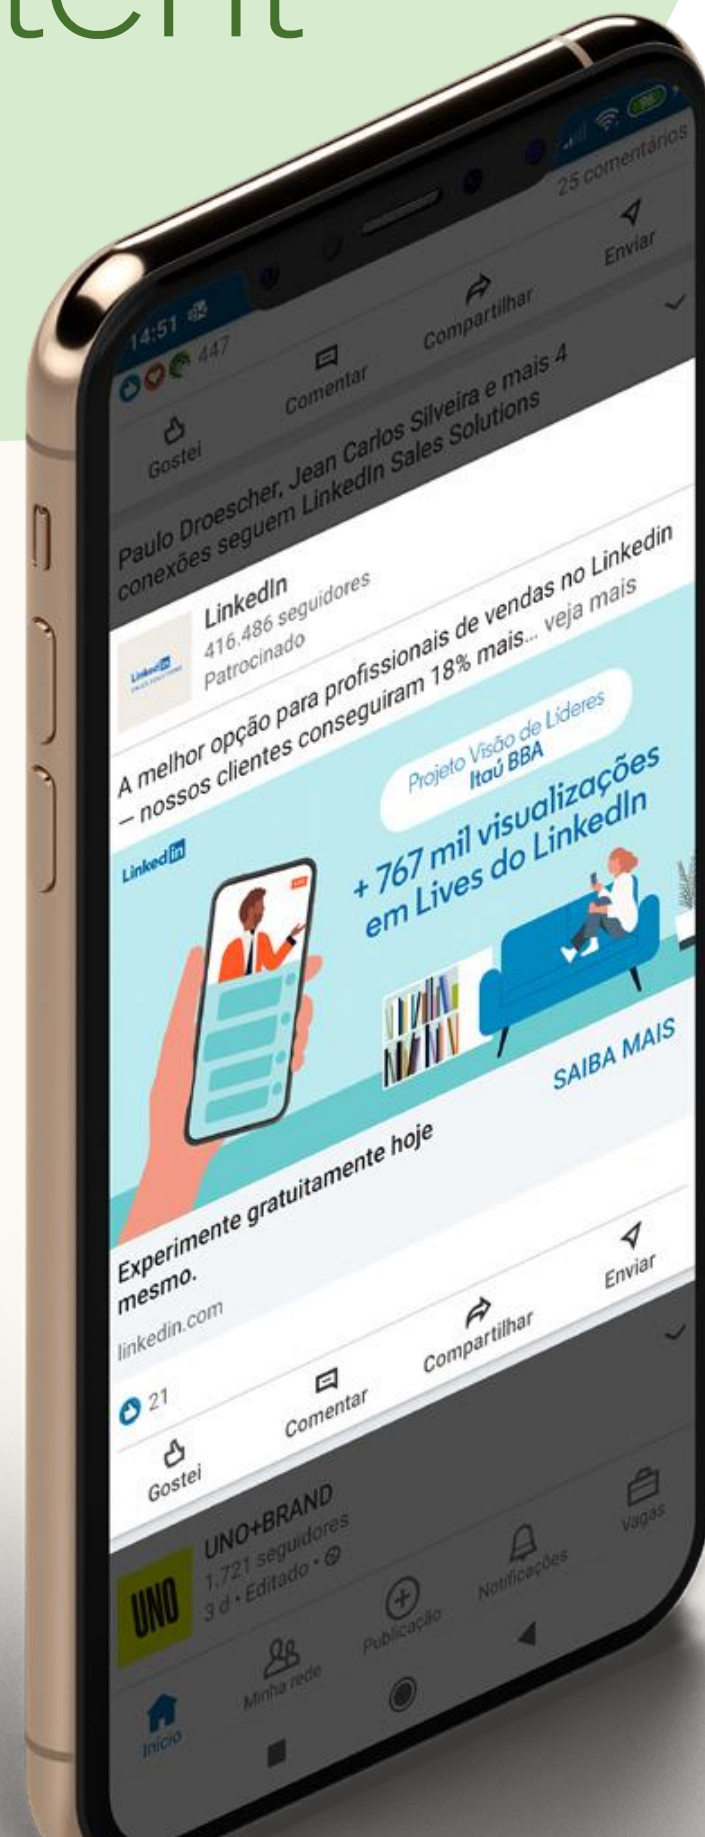 tent
25 comentários
14:51
447
Gostei
Comentar
Compartilhar
Enviar
Paulo Droescher, Jean Carlos Silveira e mais 4
conexões seguem LinkedIn Sales Solutions
LinkedIn
SALES SOLUTIONS
LinkedIn
416.486 seguidores
Patrocinado
A melhor opção para profissionais de vendas no Linkedin
– nossos clientes conseguiram 18% mais... veja mais
LinkedIn
Projeto Visão de Líderes
Itaú BBA
+ 767 mil visualizações
em Lives do LinkedIn
SAIBA MAIS
Experimente gratuitamente hoje
mesmo.
linkedin.com
21
Gostei
Comentar
Compartilhar
Enviar
UNO
UNO+BRAND
1.721 seguidores
3 d • Editado •
Início
Minha rede
Publicação
Notificações
Vagas